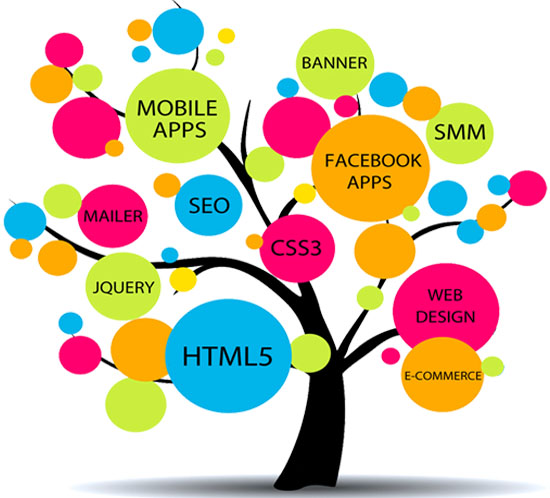 BANNER
MOBILE
APPS
SMM
FACEBOOK
APPS
SEO
MAILER
CSS3
JQUERY
WEB
DESIGN
HTML5
E-COMMERCE